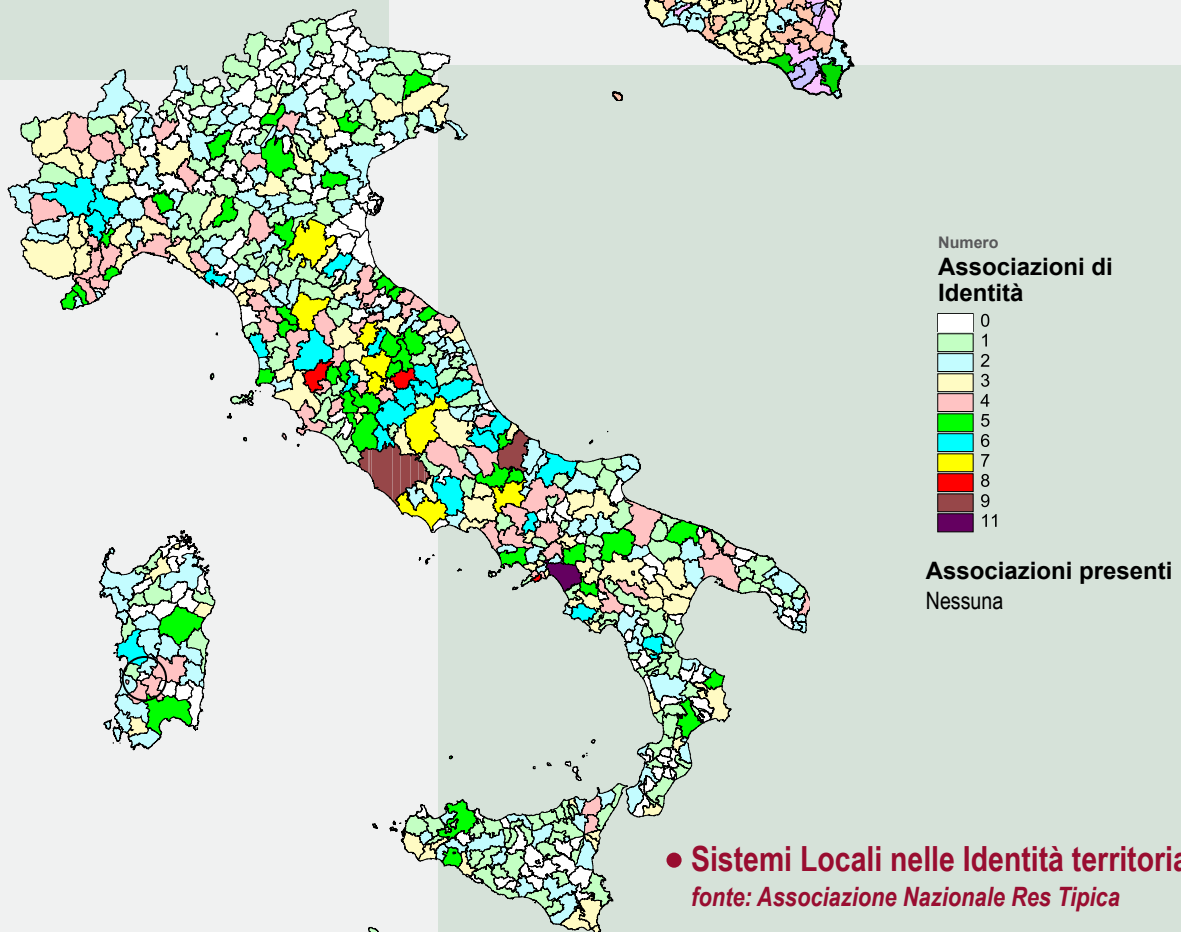 Numero
Associazioni di
Identità
0
1
2
3
4
5
6
7
8
9
11
Associazioni presenti
Nessuna
• Sistemi Locali nelle Identità territoria
fonte: Associazione Nazionale Res Tipica